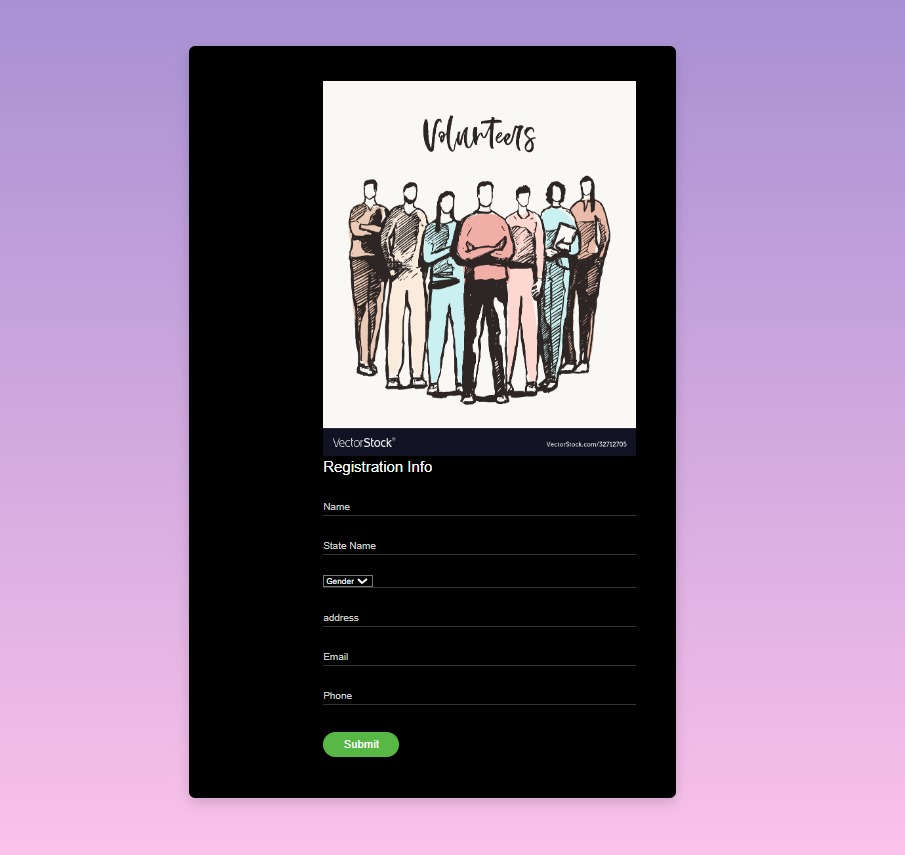 Volunteers
VectorStock®
VectorStock.com/32712705
Registration Info
Name
State Name
Gender
address
Email
Phone
Submit